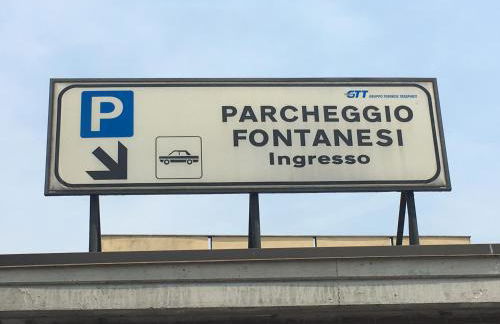 P
GTT GRUPPO TORINESE TRASPORTI
PARCHEGGIO
FONTANESI
Ingresso